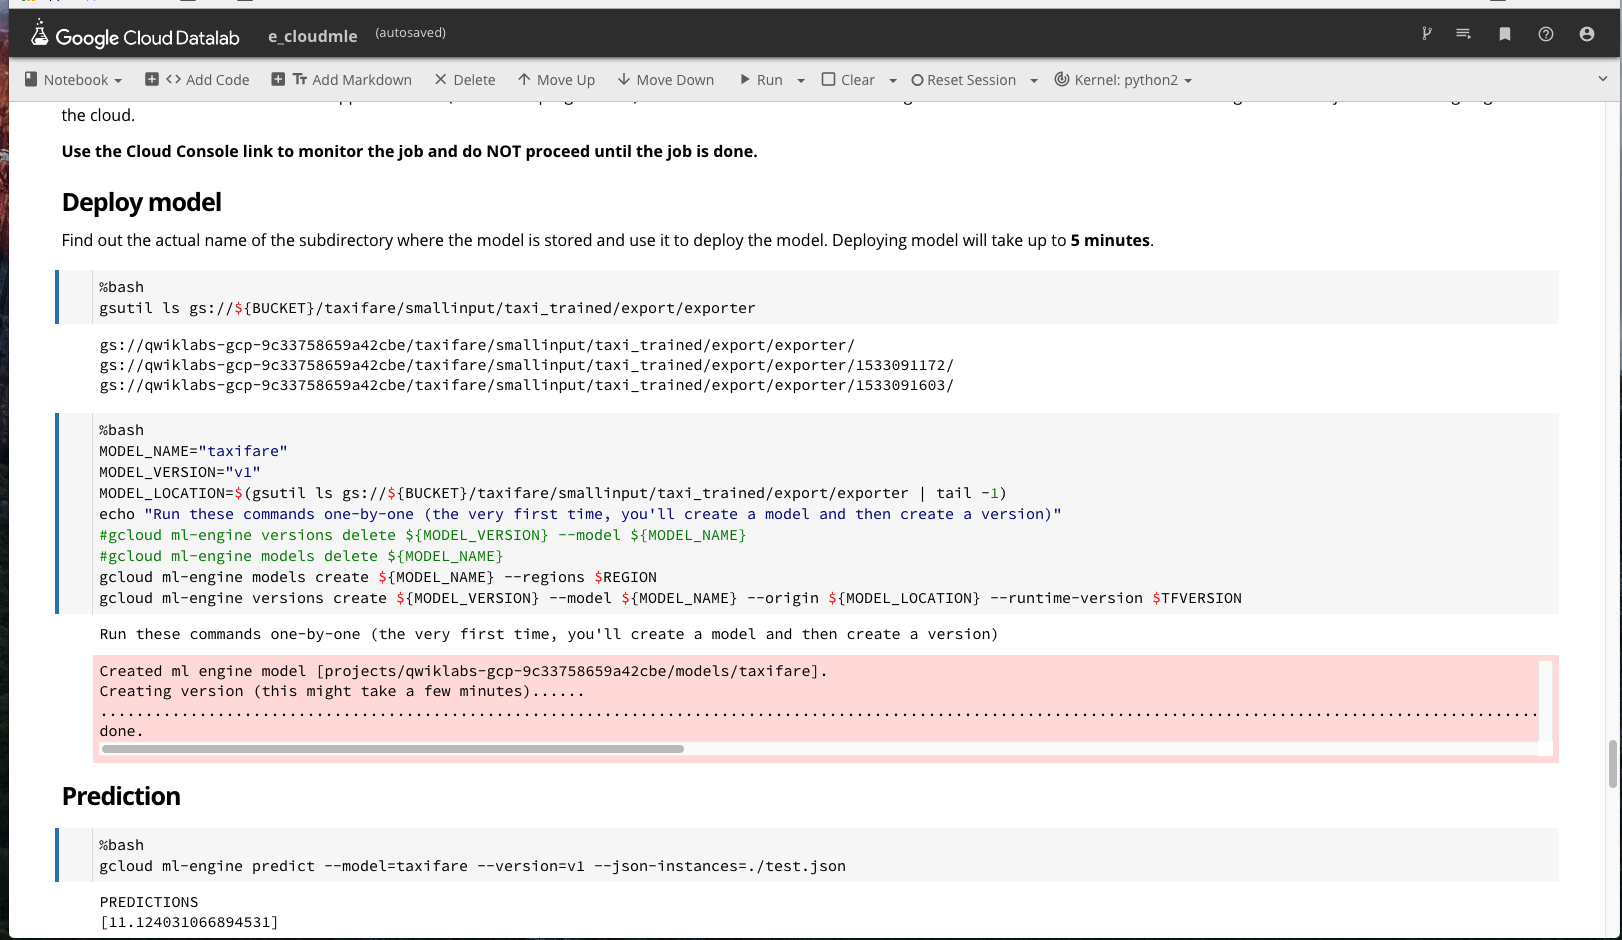 Google Cloud Datalab e_cloudmle (autosaved)
Notebook Add Code Tr Add Markdown Delete Move Up Move Down Run Clear Reset Session Kernel: python2
the cloud.
Use the Cloud Console link to monitor the job and do NOT proceed until the job is done.
Deploy model
Find out the actual name of the subdirectory where the model is stored and use it to deploy the model. Deploying model will take up to 5 minutes.
%bash
gsutil ls gs://${BUCKET}/taxifare/smallinput/taxi_trained/export/exporter
gs://qwiklabs-gcp-9c33758659a42cbe/taxifare/smallinput/taxi_trained/export/exporter/
gs://qwiklabs-gcp-9c33758659a42cbe/taxifare/smallinput/taxi_trained/export/exporter/1533091172/
gs://qwiklabs-gcp-9c33758659a42cbe/taxifare/smallinput/taxi_trained/export/exporter/1533091603/
%bash
MODEL_NAME="taxifare"
MODEL_VERSION="v1"
MODEL_LOCATION=$(gsutil ls gs://${BUCKET}/taxifare/smallinput/taxi_trained/export/exporter | tail -1)
echo "Run these commands one-by-one (the very first time, you'll create a model and then create a version)"
#gcloud ml-engine versions delete ${MODEL_VERSION} --model ${MODEL_NAME}
#gcloud ml-engine models delete ${MODEL_NAME}
gcloud ml-engine models create ${MODEL_NAME} --regions $REGION
gcloud ml-engine versions create ${MODEL_VERSION} --model ${MODEL_NAME} --origin ${MODEL_LOCATION} --runtime-version $TFVERSION
Run these commands one-by-one (the very first time, you'll create a model and then create a version)
Created ml engine model [projects/qwiklabs-gcp-9c33758659a42cbe/models/taxifare].
Creating version (this might take a few minutes)......
................................................................................................................................................................
done.
Prediction
%bash
gcloud ml-engine predict --model=taxifare --version=v1 --json-instances=./test.json
PREDICTIONS
[11.124031066894531]